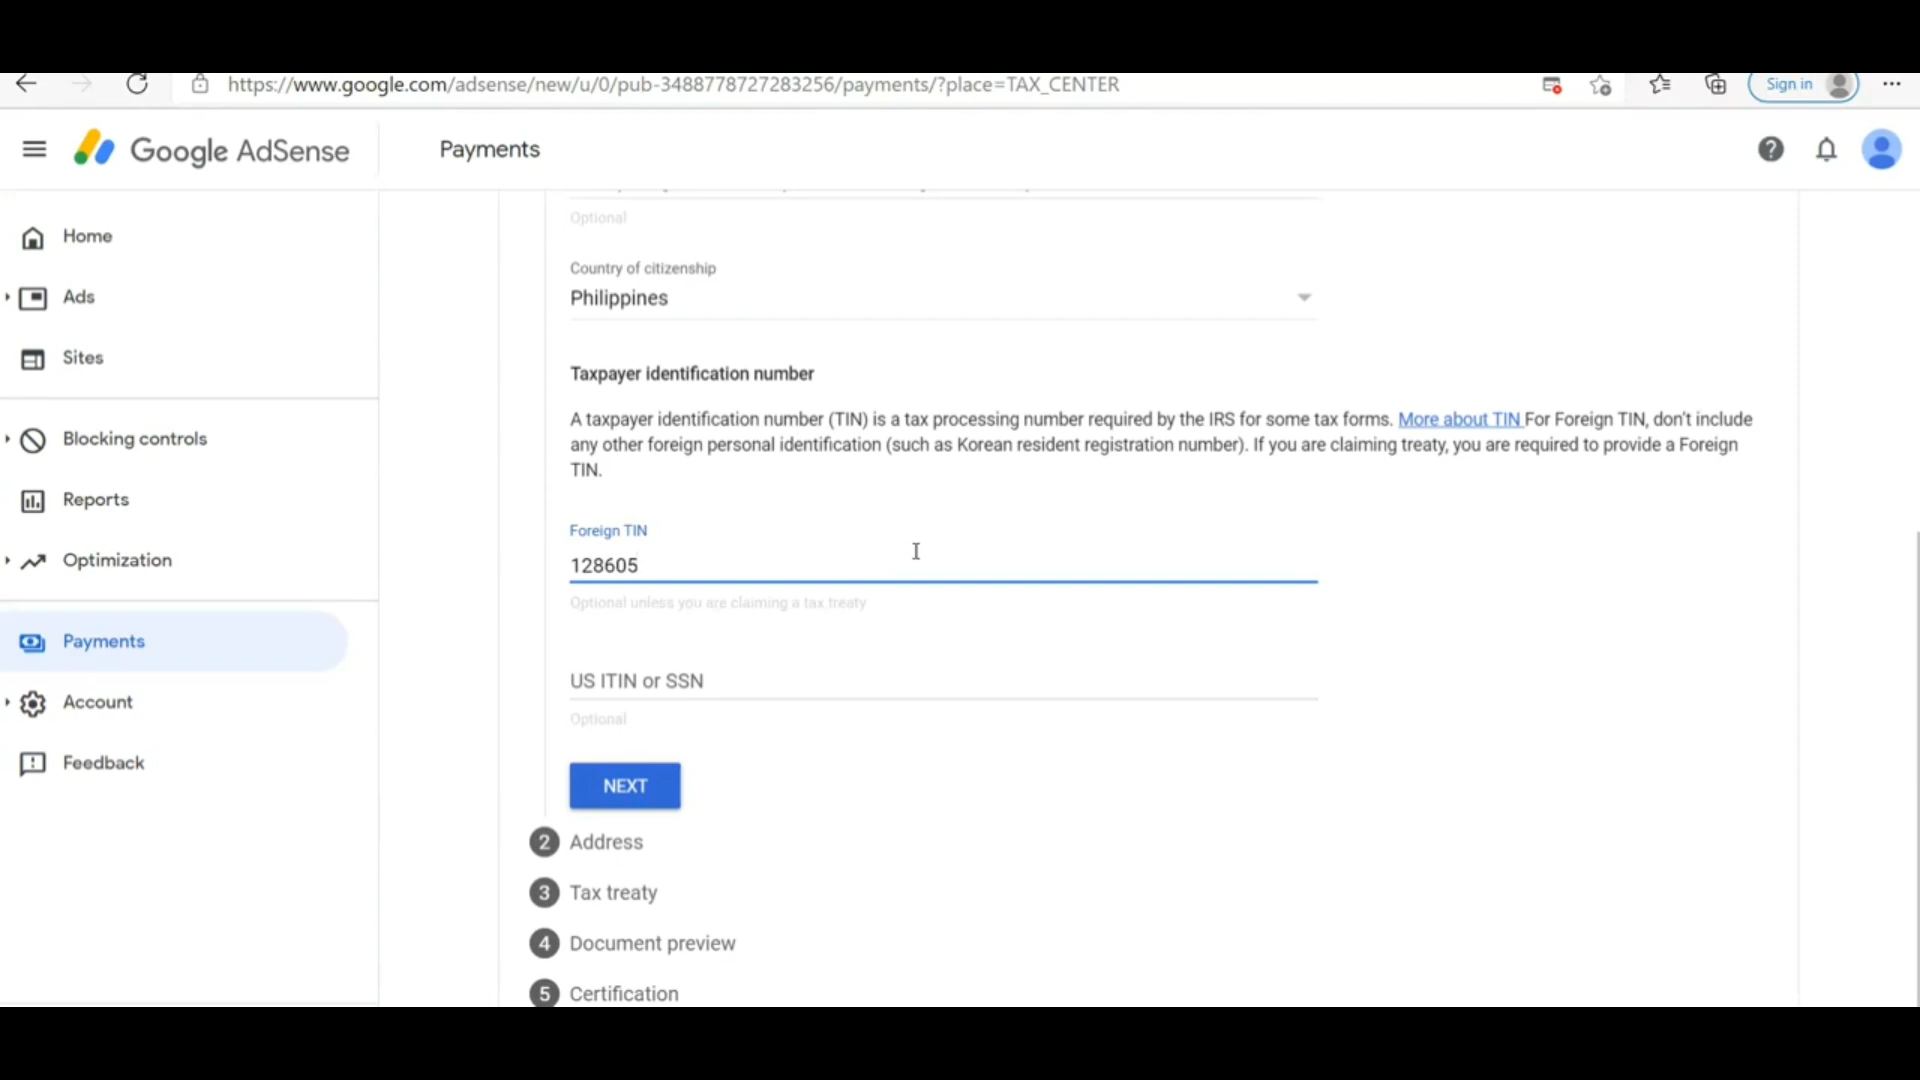 https://www.google.com/adsense/new/u/0/pub-3488778727283256/payments/?place=TAX_CENTER
Sign in
Google AdSense
Payments
Home
Ads
Sites
Blocking controls
Reports
Optimization
Payments
Account
Feedback
Optional
Country of citizenship
Philippines
Taxpayer identification number
A taxpayer identification number (TIN) is a tax processing number required by the IRS for some tax forms. More about TIN For Foreign TIN, don't include
any other foreign personal identification (such as Korean resident registration number). If you are claiming treaty, you are required to provide a Foreign
TIN.
Foreign TIN
128605
Optional unless you are claiming a tax treaty
US ITIN or SSN
Optional
NEXT
2 Address
3 Tax treaty
4 Document preview
5 Certification